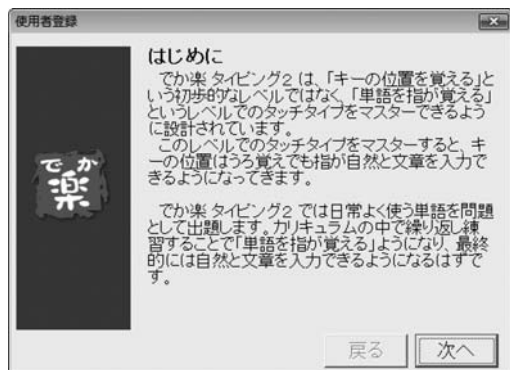 使用者登録
はじめに
でか楽 タイピング2 は、「キーの位置を覚える」と
いう初歩的なレベルではなく、「単語を指が覚える」
というレベルでのタッチタイプをマスターできるよう
に設計されています。
このレベルでのタッチタイプをマスターすると、キ
ーの位置はうろ覚えでも指が自然と文章を入力で
きるようになってきます。
でか楽 タイピング2 では日常よく使う単語を問題
として出題します。カリキュラムの中で繰り返し練
習することで「単語を指が覚える」ようになり、最終
的には自然と文章を入力できるようになるはずで
す。
でか
楽
戻る
次へ